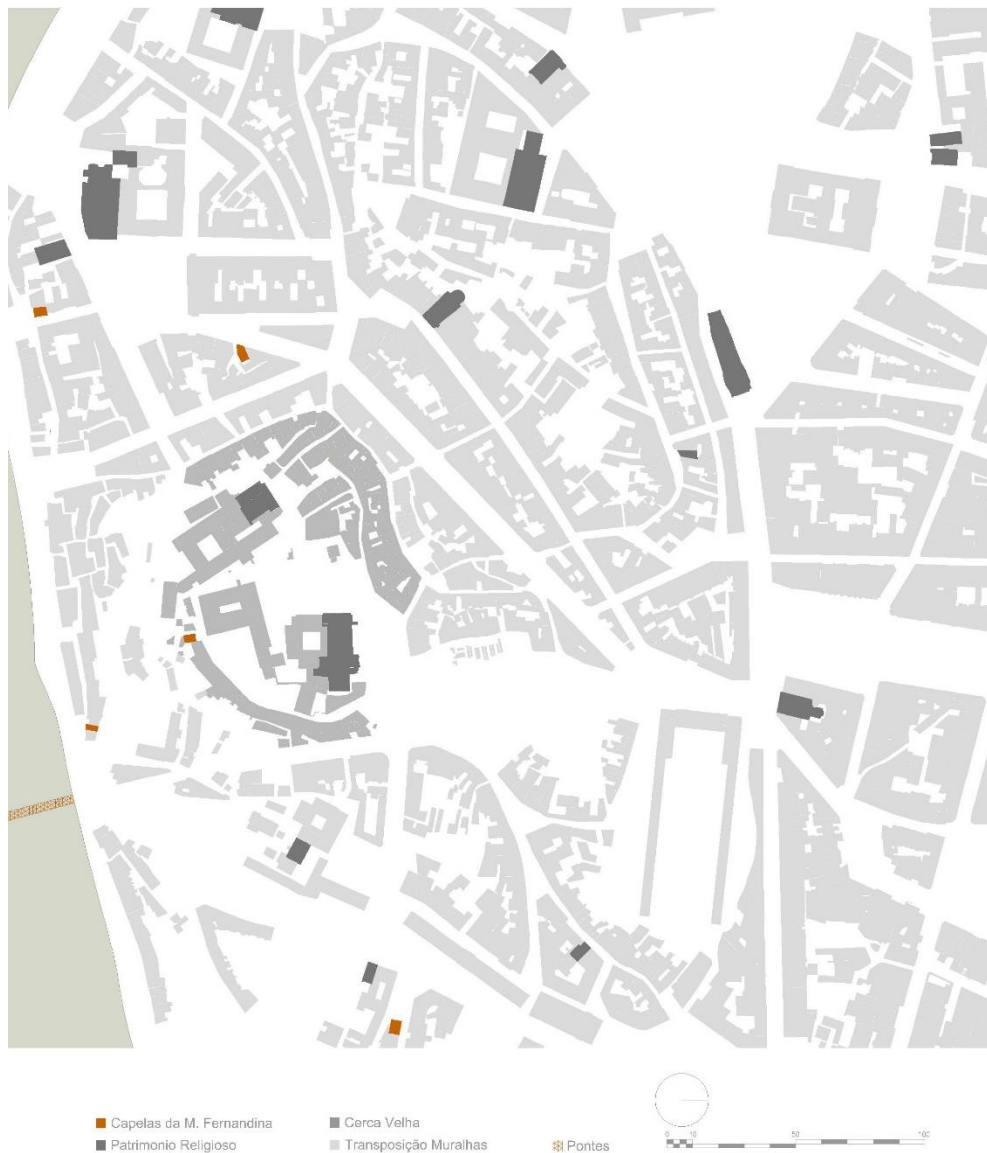 Capelas da M. Fernandina
Patrimonio Religioso
Cerca Velha
Transposição Muralhas
Pontes
0 10 50 100